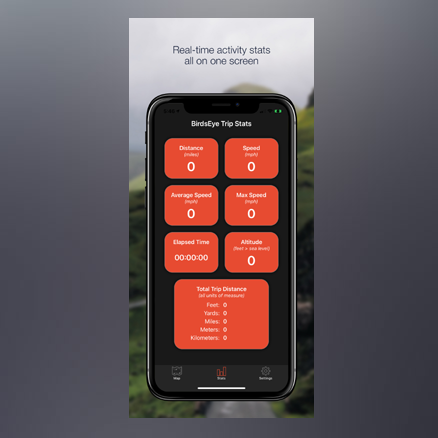 Real-time activity stats
all on one screen
BirdsEye Trip Stats
Distance
(miles)
0
Speed
(mph)
0
Average Speed
(mph)
0
Max Speed
(mph)
0
Elapsed Time
00:00:00
Altitude
(feet > sea level)
0
Total Trip Distance
(all units of measure)
Feet: 0
Yards: 0
Miles: 0
Meters: 0
Kilometers: 0
Map
Stats
Settings